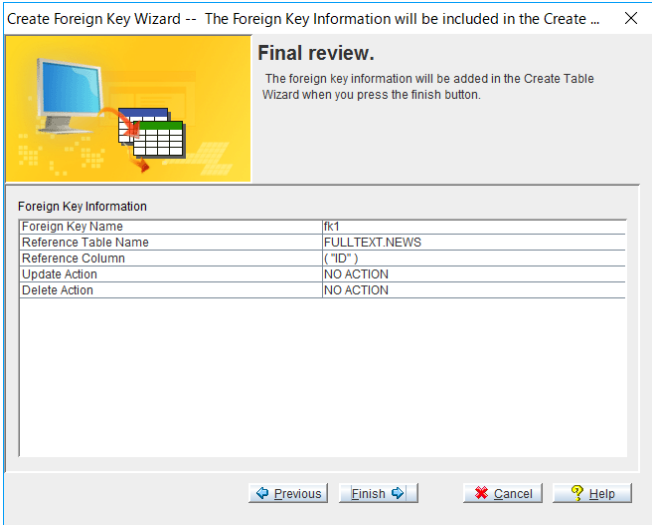 Create Foreign Key Wizard -- The Foreign Key Information will be included in the Create ...
Final review.
The foreign key information will be added in the Create Table
Wizard when you press the finish button.
Foreign Key Information
Foreign Key Name fk1
Reference Table Name FULLTEXT.NEWS
Reference Column ( "ID" )
Update Action NO ACTION
Delete Action NO ACTION
Previous Finish Cancel Help